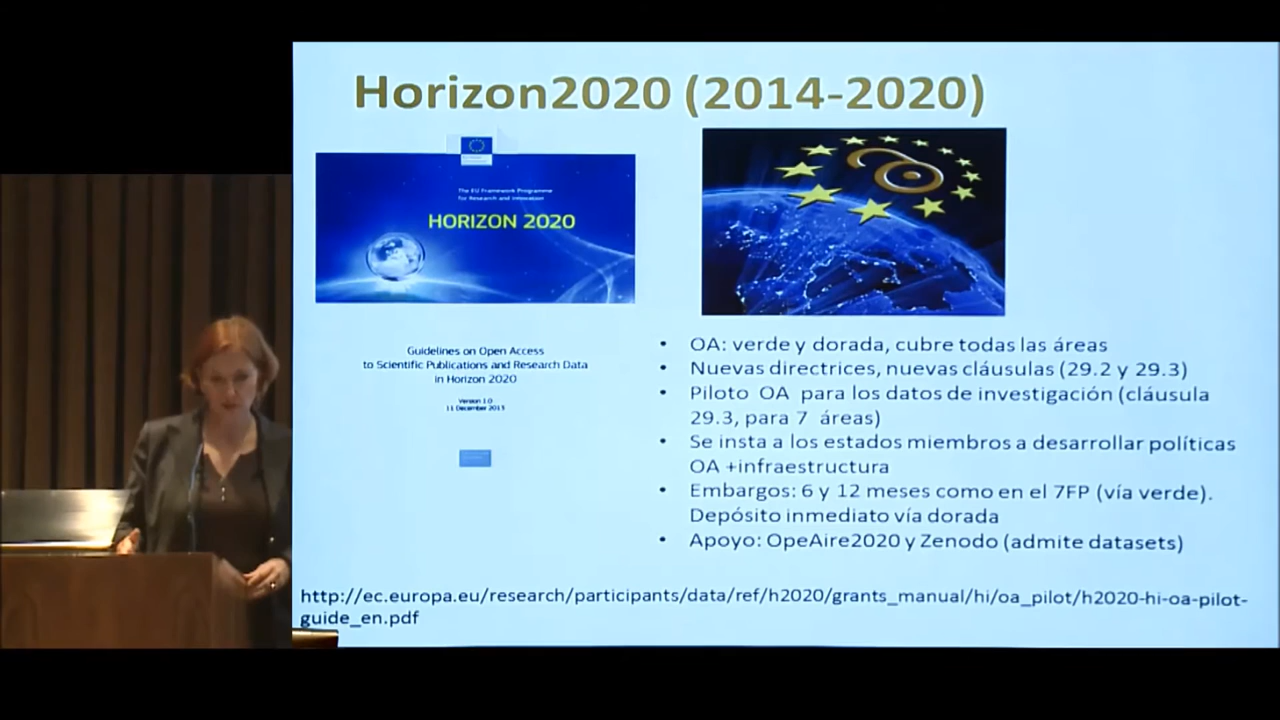 Horizon2020 (2014-2020)
The EU Framework Programme
for Research and Innovation
HORIZON 2020
Guidelines on Open Access
to Scientific Publications and Research Data
in Horizon 2020
Version 1.0
11 December 2013
• OA: verde y dorada, cubre todas las áreas
• Nuevas directrices, nuevas cláusulas (29.2 y 29.3)
• Piloto OA para los datos de investigación (cláusula
29.3, para 7 áreas)
• Se insta a los estados miembros a desarrollar políticas
OA +infraestructura
• Embargos: 6 y 12 meses como en el 7FP (vía verde).
Depósito inmediato vía dorada
• Apoyo: OpeAire2020 y Zenodo (admite datasets)
http://ec.europa.eu/research/participants/data/ref/h2020/grants_manual/hi/oa_pilot/h2020-hi-oa-pilot-
guide_en.pdf